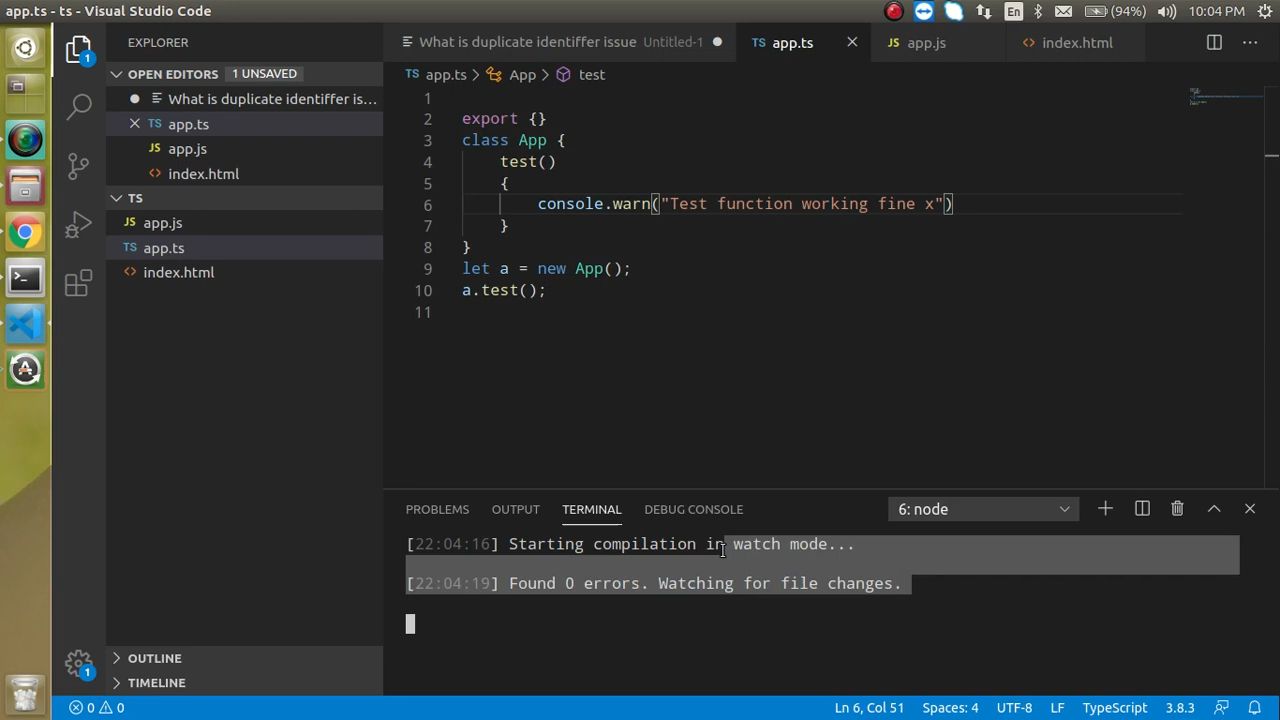 app.ts - ts - Visual Studio Code
En
(94%)
10:04 PM
1
EXPLORER
OPEN EDITORS 1 UNSAVED
What is duplicate identiffer is...
TS app.ts
JS app.js
<> index.html
TS
JS app.js
TS app.ts
<> index.html
OUTLINE
TIMELINE
1
What is duplicate identiffer issue Untitled-1
TS app.ts
JS app.js
<> index.html
TS app.ts > App > test
1
2 export {}
3 class App {
4 test()
5 {
6 console.warn("Test function working fine x")
7 }
8 }
9 let a = new App();
10 a.test();
11
PROBLEMS OUTPUT TERMINAL DEBUG CONSOLE
6: node
[22:04:16] Starting compilation in watch mode...
[22:04:19] Found 0 errors. Watching for file changes.
0 0
Ln 6, Col 51 Spaces: 4 UTF-8 LF TypeScript 3.8.3